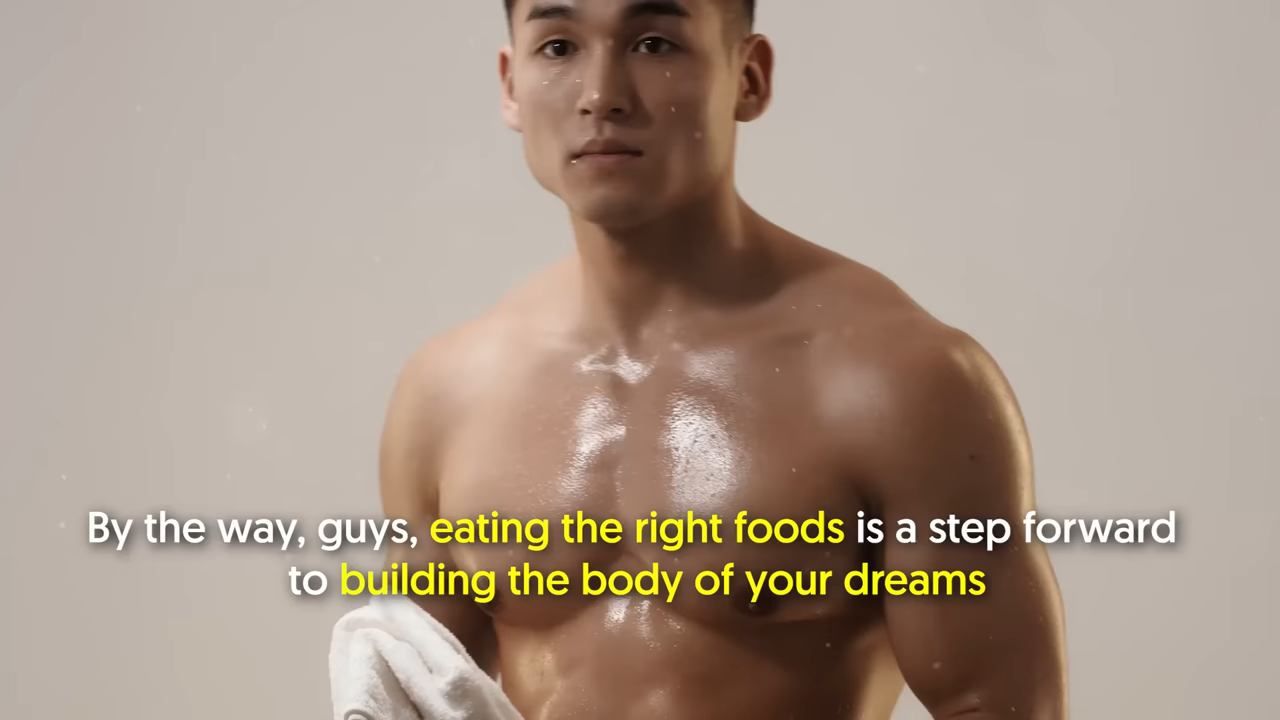 By the way, guys, eating the right foods is a step forward
to building the body of your dreams